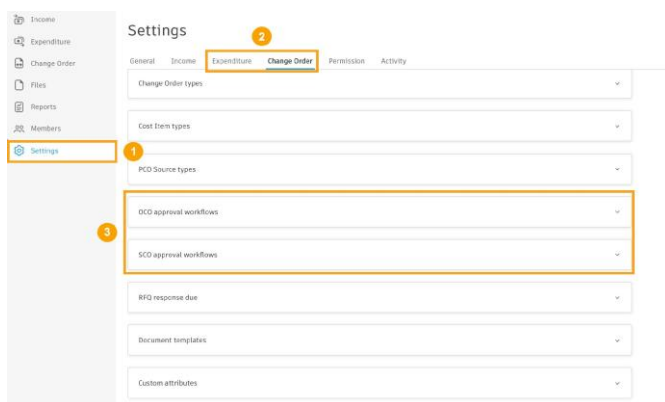 Income
Expenditure
Change Order
Files
Reports
Members
Settings
1
Settings
2
General Income Expenditure Change Order Permission Activity
Change Order types
Cost Item types
PCO Source types
3
OCO approval workflows
SCO approval workflows
RFQ response due
Document templates
Custom attributes